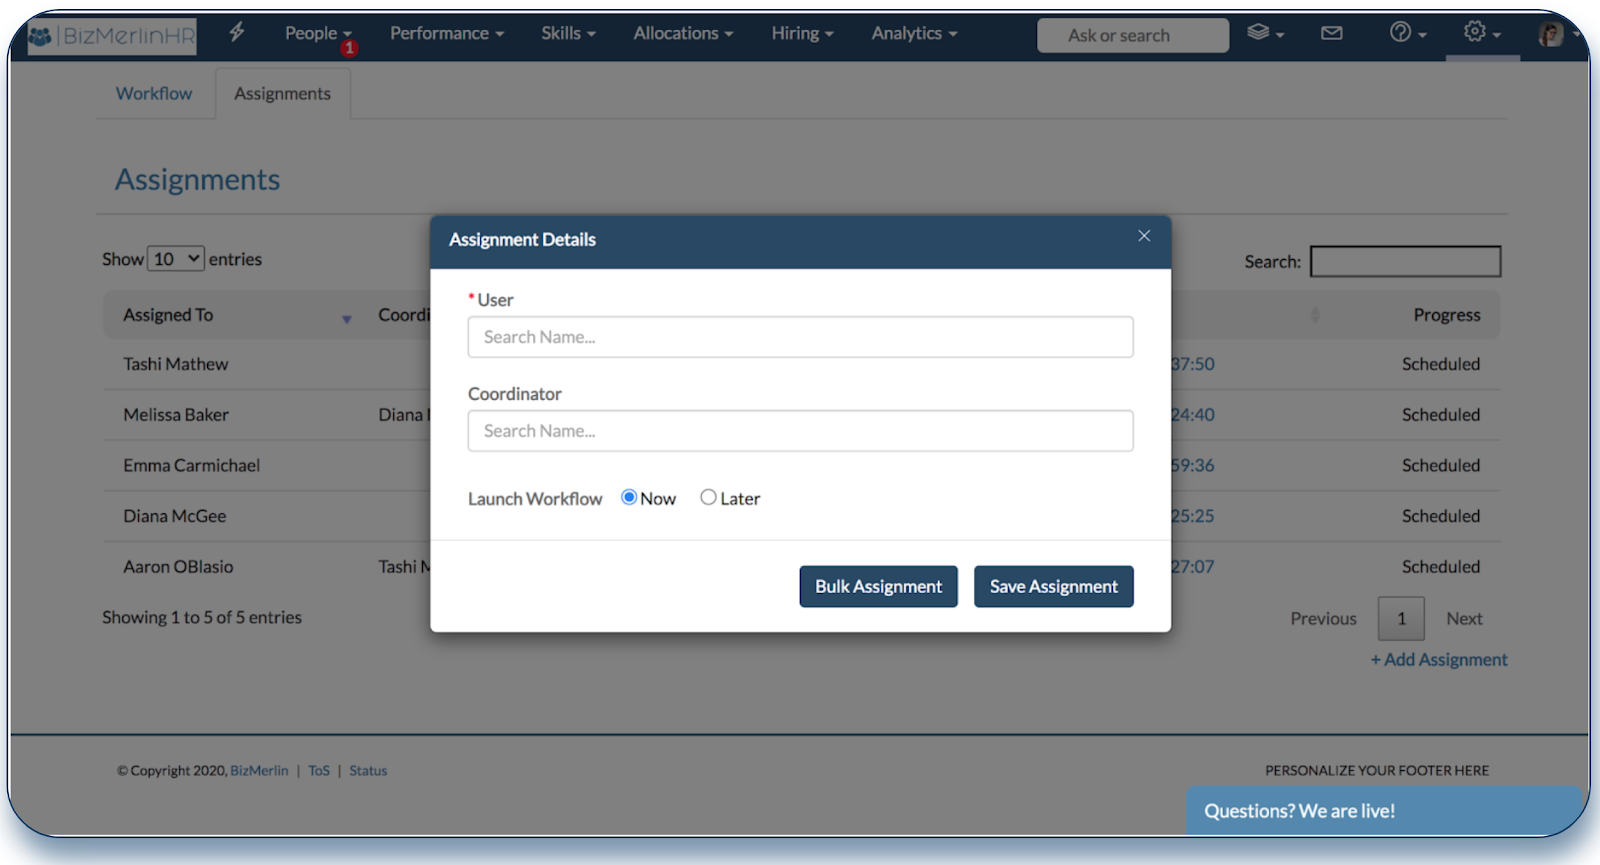 BizMerlinHR People 1 Performance Skills Allocations Hiring Analytics Ask or search
Workflow Assignments
Assignments
Show 10 entries Search:
Assigned To Coordi Progress
Tashi Mathew 37:50 Scheduled
Melissa Baker Diana 24:40 Scheduled
Emma Carmichael 59:36 Scheduled
Diana McGee 25:25 Scheduled
Aaron OBlasio Tashi M 27:07 Scheduled
Showing 1 to 5 of 5 entries Previous 1 Next
+ Add Assignment
Assignment Details
* User
Search Name...
Coordinator
Search Name...
Launch Workflow Now Later
Bulk Assignment Save Assignment
© Copyright 2020, BizMerlin | ToS | Status PERSONALIZE YOUR FOOTER HERE
Questions? We are live!